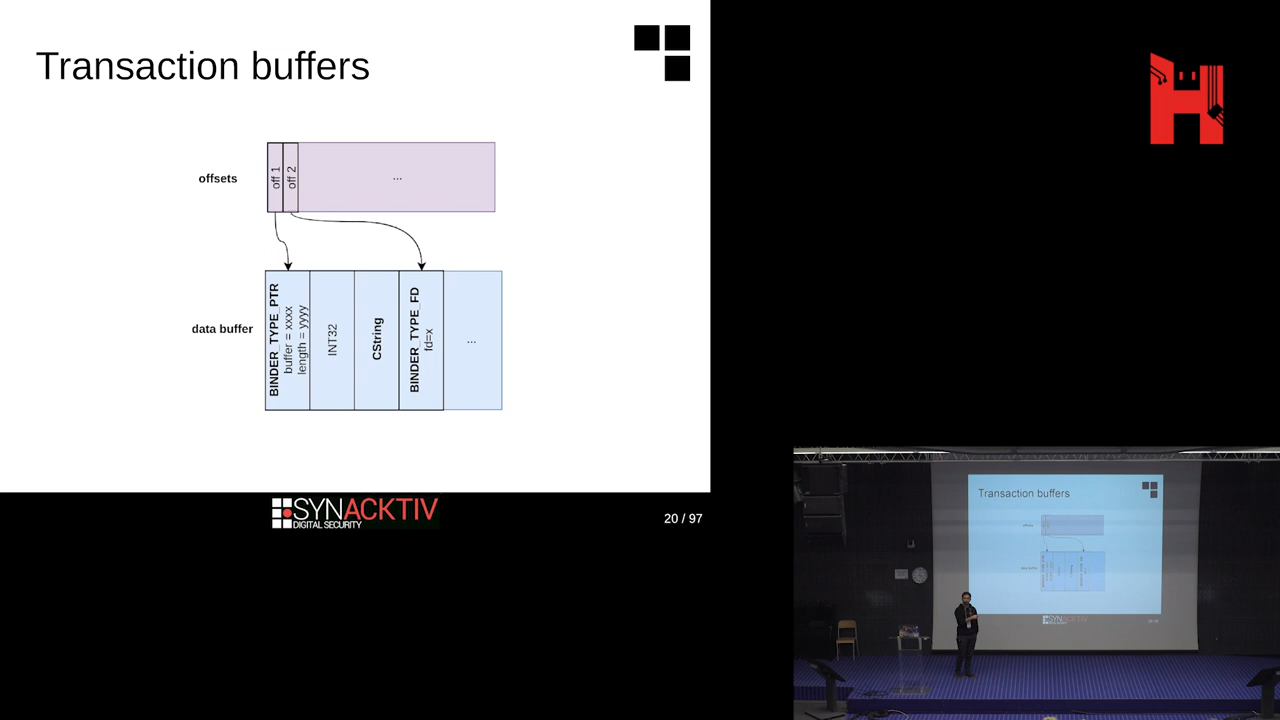 Transaction buffers
offsets
off 1
off 2
...
data buffer
BINDER_TYPE_PTR
buffer = xxxx
length = yyyy
INT32
CString
BINDER_TYPE_FD
fd=x
...
SYNACKTIV
DIGITAL SECURITY
20 / 97
H
Transaction buffers
SYNACKTIV